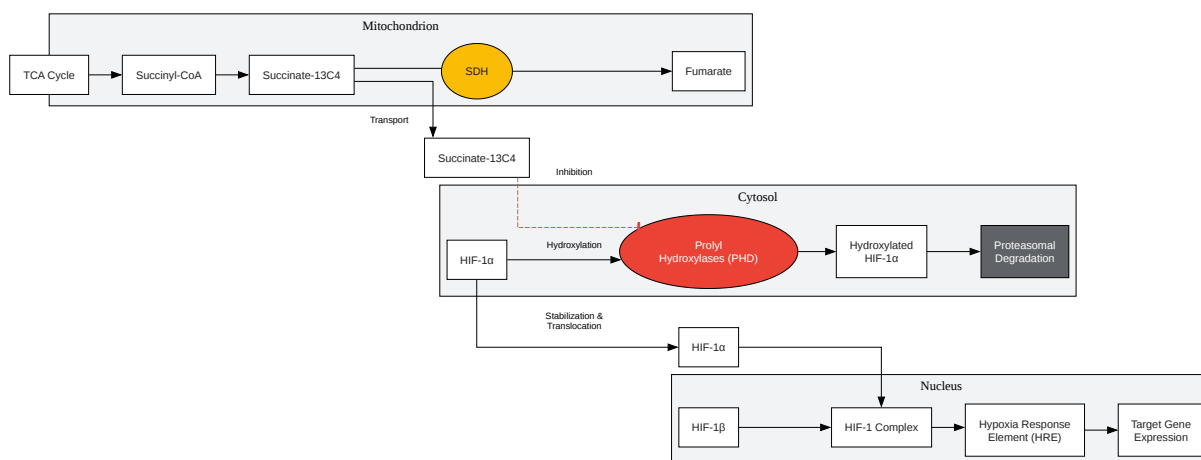 Mitochondrion
TCA Cycle
Succinyl-CoA
Succinate-13C4
SDH
Fumarate
Transport
Succinate-13C4
Inhibition
Cytosol
HIF-1α
Hydroxylation
Prolyl
Hydroxylases (PHD)
Hydroxylated
HIF-1α
Proteasomal
Degradation
Stabilization &
Translocation
HIF-1α
Nucleus
HIF-1β
HIF-1 Complex
Hypoxia Response
Element (HRE)
Target Gene
Expression